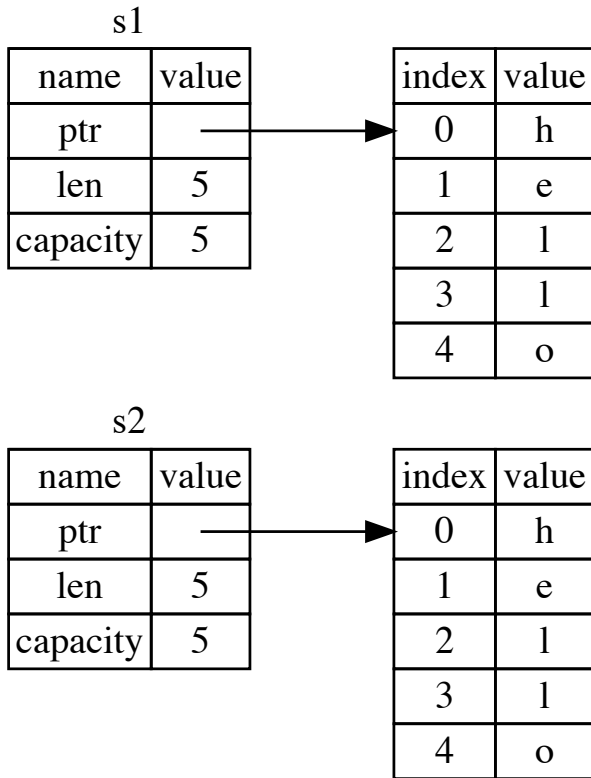 s1
name value
ptr
len 5
capacity 5
index value
0 h
1 e
2 l
3 l
4 o
s2
name value
ptr
len 5
capacity 5
index value
0 h
1 e
2 l
3 l
4 o